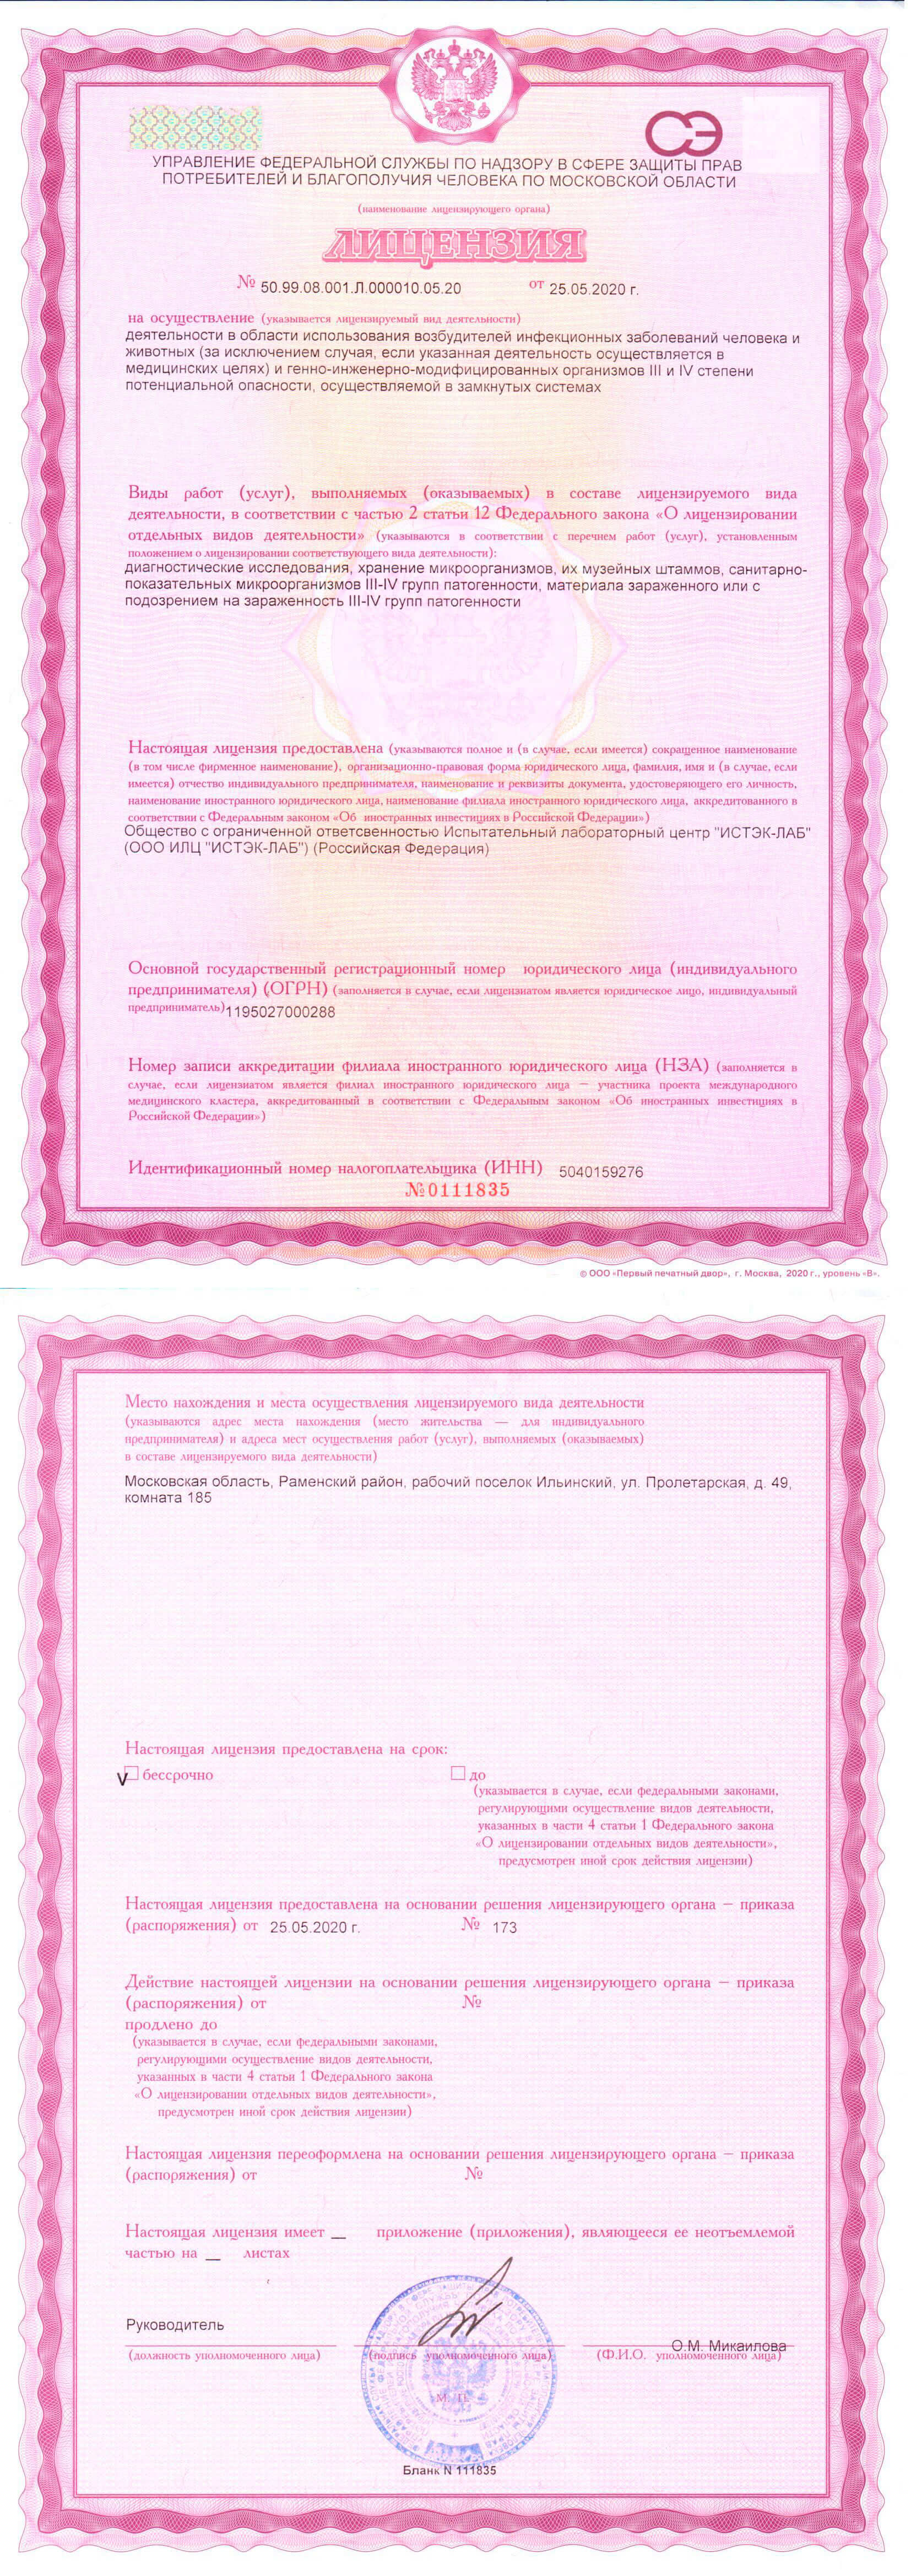 СЭ
УПРАВЛЕНИЕ ФЕДЕРАЛЬНОЙ СЛУЖБЫ ПО НАДЗОРУ В СФЕРЕ ЗАЩИТЫ ПРАВ
ПОТРЕБИТЕЛЕЙ И БЛАГОПОЛУЧИЯ ЧЕЛОВЕКА ПО МОСКОВСКОЙ ОБЛАСТИ
(наименование лицензирующего органа)
ЛИЦЕНЗИЯ
№ 50.99.08.001.Л.000010.05.20 от 25.05.2020 г.
на осуществление (указывается лицензируемый вид деятельности)
деятельности в области использования возбудителей инфекционных заболеваний человека и
животных (за исключением случая, если указанная деятельность осуществляется в
медицинских целях) и генно-инженерно-модифицированных организмов III и IV степени
потенциальной опасности, осуществляемой в замкнутых системах
Виды работ (услуг), выполняемых (оказываемых) в составе лицензируемого вида
деятельности, в соответствии с частью 2 статьи 12 Федерального закона «О лицензировании
отдельных видов деятельности» (указываются в соответствии с перечнем работ (услуг), установленным
положением о лицензировании соответствующего вида деятельности):
диагностические исследования, хранение микроорганизмов, их музейных штаммов, санитарно-
показательных микроорганизмов III-IV групп патогенности, материала зараженного или с
подозрением на зараженность III-IV групп патогенности
Настоящая лицензия предоставлена (указываются полное и (в случае, если имеется) сокращенное наименование
(в том числе фирменное наименование), организационно-правовая форма юридического лица, фамилия, имя и (в случае, если
имеется) отчество индивидуального предпринимателя, наименование и реквизиты документа, удостоверяющего его личность,
наименование иностранного юридического лица, наименование филиала иностранного юридического лица, аккредитованного в
соответствии с Федеральным законом «Об иностранных инвестициях в Российской Федерации»)
Общество с ограниченной ответсвенностью Испытательный лабораторный центр "ИСТЭК-ЛАБ"
(ООО ИЛЦ "ИСТЭК-ЛАБ") (Российская Федерация)
Основной государственный регистрационный номер юридического лица (индивидуального
предпринимателя) (ОГРН) (заполняется в случае, если лицензиатом является юридическое лицо, индивидуальный
предприниматель) 1195027000288
Номер записи аккредитации филиала иностранного юридического лица (НЗА) (заполняется в
случае, если лицензиатом является филиал иностранного юридического лица – участника проекта международного
медицинского кластера, аккредитованный в соответствии с Федеральным законом «Об иностранных инвестициях в
Российской Федерации»)
Идентификационный номер налогоплательщика (ИНН) 5040159276
№0111835
© ООО «Первый печатный двор», г. Москва, 2020 г., уровень «В».
Место нахождения и места осуществления лицензируемого вида деятельности
(указываются адрес места нахождения (место жительства — для индивидуального
предпринимателя) и адреса мест осуществления работ (услуг), выполняемых (оказываемых)
в составе лицензируемого вида деятельности)
Московская область, Раменский район, рабочий поселок Ильинский, ул. Пролетарская, д. 49,
комната 185
Настоящая лицензия предоставлена на срок:
V бессрочно до
(указывается в случае, если федеральными законами,
регулирующими осуществление видов деятельности,
указанных в части 4 статьи 1 Федерального закона
«О лицензировании отдельных видов деятельности»,
предусмотрен иной срок действия лицензии)
Настоящая лицензия предоставлена на основании решения лицензирующего органа – приказа
(распоряжения) от 25.05.2020 г. № 173
Действие настоящей лицензии на основании решения лицензирующего органа – приказа
(распоряжения) от №
продлено до
(указывается в случае, если федеральными законами,
регулирующими осуществление видов деятельности,
указанных в части 4 статьи 1 Федерального закона
«О лицензировании отдельных видов деятельности»,
предусмотрен иной срок действия лицензии)
Настоящая лицензия переоформлена на основании решения лицензирующего органа – приказа
(распоряжения) от №
Настоящая лицензия имеет __ приложение (приложения), являющееся ее неотъемлемой
частью на __ листах
Руководитель О.М. Микаилова
(должность уполномоченного лица) (подпись уполномоченного лица) (Ф.И.О. уполномоченного лица)
М. П.
Бланк N 111835